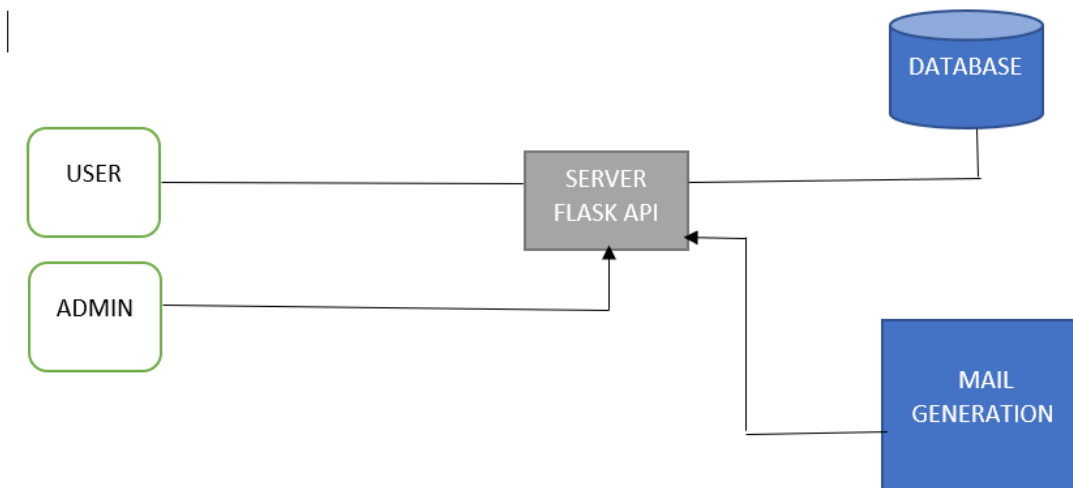 DATABASE
USER
SERVER
FLASK API
ADMIN
MAIL
GENERATION